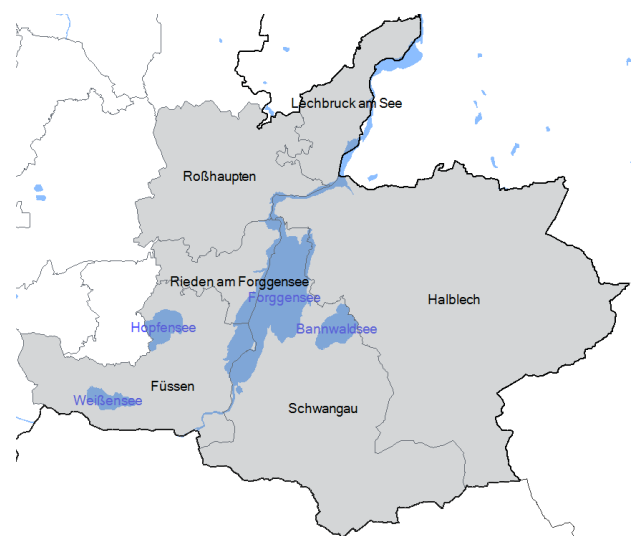 Lechbruck am See
Roßhaupten
Rieden am Forggensee
Forggensee
Halblech
Hopfensee
Bannwaldsee
Füssen
Weißensee
Schwangau